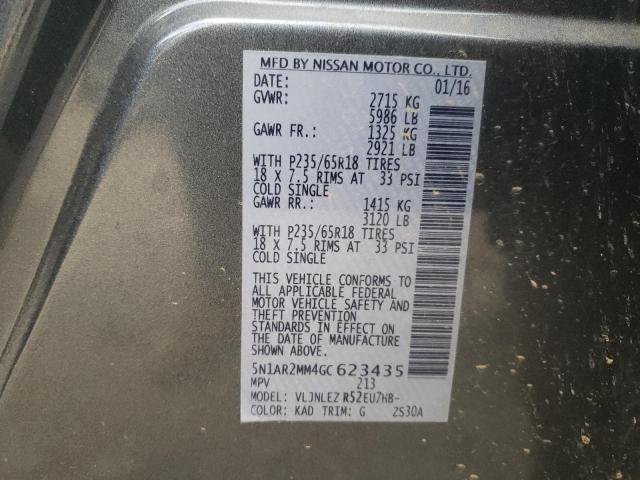 MFD BY NISSAN MOTOR CO., LTD.
DATE: 01/16
GVWR: 2715 KG
5986 LB
GAWR FR.: 1325 KG
2921 LB
WITH P235/65R18 TIRES
18 X 7.5 RIMS AT 33 PSI
COLD SINGLE
GAWR RR.: 1415 KG
3120 LB
WITH P235/65R18 TIRES
18 X 7.5 RIMS AT 33 PSI
COLD SINGLE
THIS VEHICLE CONFORMS TO
ALL APPLICABLE FEDERAL
MOTOR VEHICLE SAFETY AND
THEFT PREVENTION
STANDARDS IN EFFECT ON
THE DATE OF MANUFACTURE
SHOWN ABOVE.
5N1AR2MM4GC623435
MPV 213
MODEL: VLJNLEZ R52EU7HB-
COLOR: KAD TRIM: G ZS30A